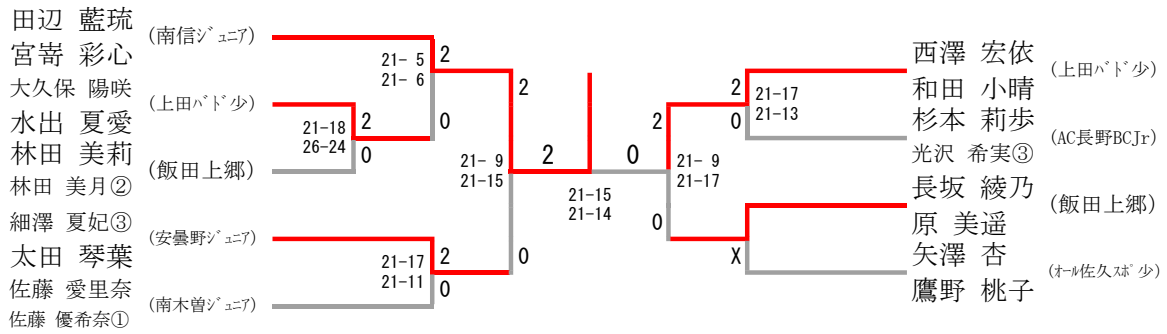 田辺 藍琉
宮嵜 彩心
(南信ジュニア)
大久保 陽咲
水出 夏愛
(上田バド少)
林田 美莉
林田 美月②
(飯田上郷)
細澤 夏妃③
太田 琴葉
(安曇野ジュニア)
佐藤 愛里奈
佐藤 優希奈①
(南木曽ジュニア)
21- 5
21- 6
2
0
21-18
26-24
2
0
21-17
21-11
2
0
21- 9
21-15
2
0
2
0
21-15
21-14
2
0
21- 9
21-17
2
0
21-17
21-13
X
西澤 宏依
和田 小晴
(上田バド少)
杉本 莉歩
光沢 希実③
(AC長野BCJr)
長坂 綾乃
原 美遥
(飯田上郷)
矢澤 杏
鷹野 桃子
(オール佐久スポ少)